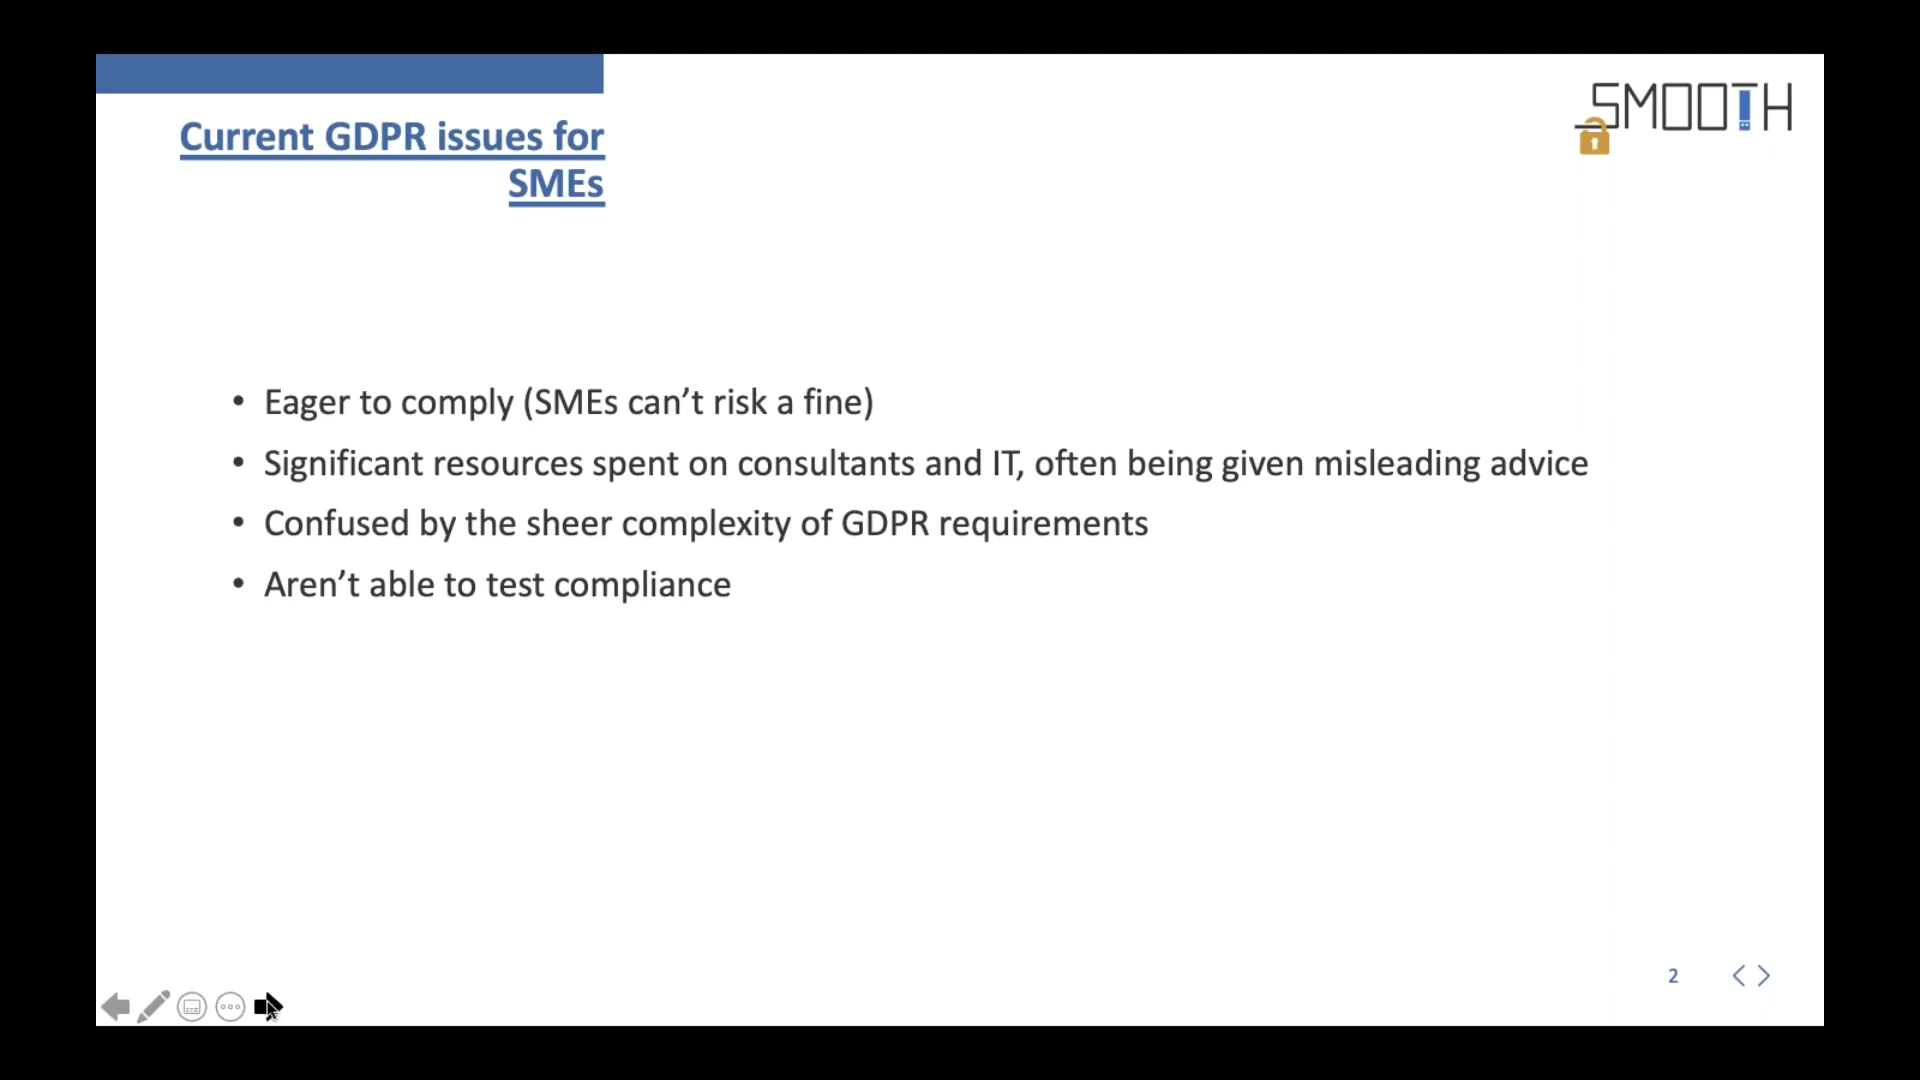 SMOOTH
Current GDPR issues for
SMEs
• Eager to comply (SMEs can’t risk a fine)
• Significant resources spent on consultants and IT, often being given misleading advice
• Confused by the sheer complexity of GDPR requirements
• Aren’t able to test compliance
2